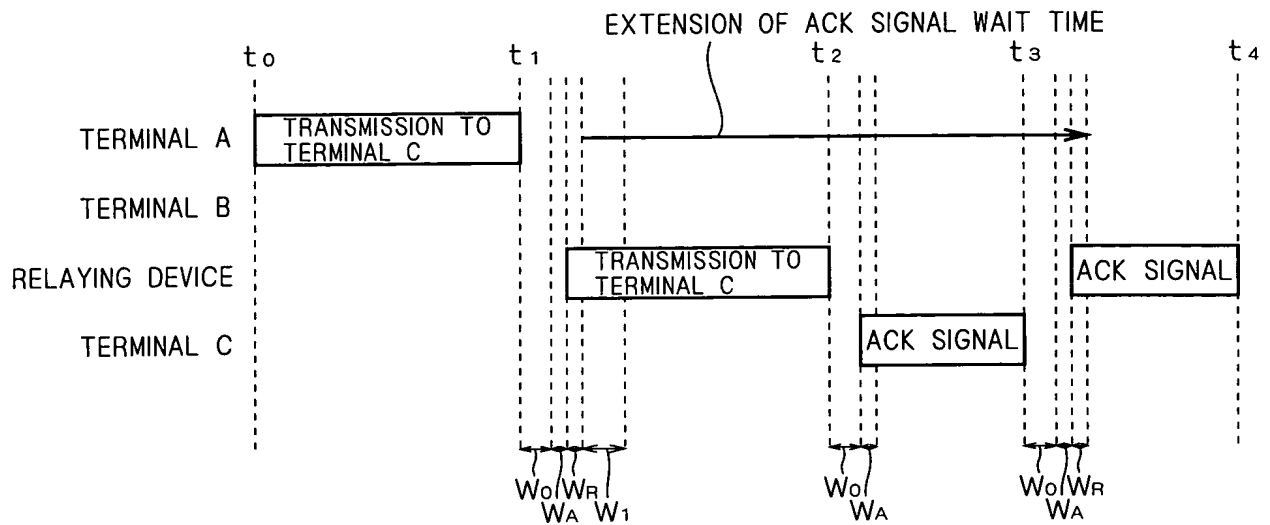 EXTENSION OF ACK SIGNAL WAIT TIME
t0 t1 t2 t3 t4
TERMINAL A
TRANSMISSION TO
TERMINAL C
TERMINAL B
RELAYING DEVICE
TRANSMISSION TO
TERMINAL C
ACK SIGNAL
TERMINAL C
ACK SIGNAL
W0 WR W0 W0 WR
WA W1 WA WA